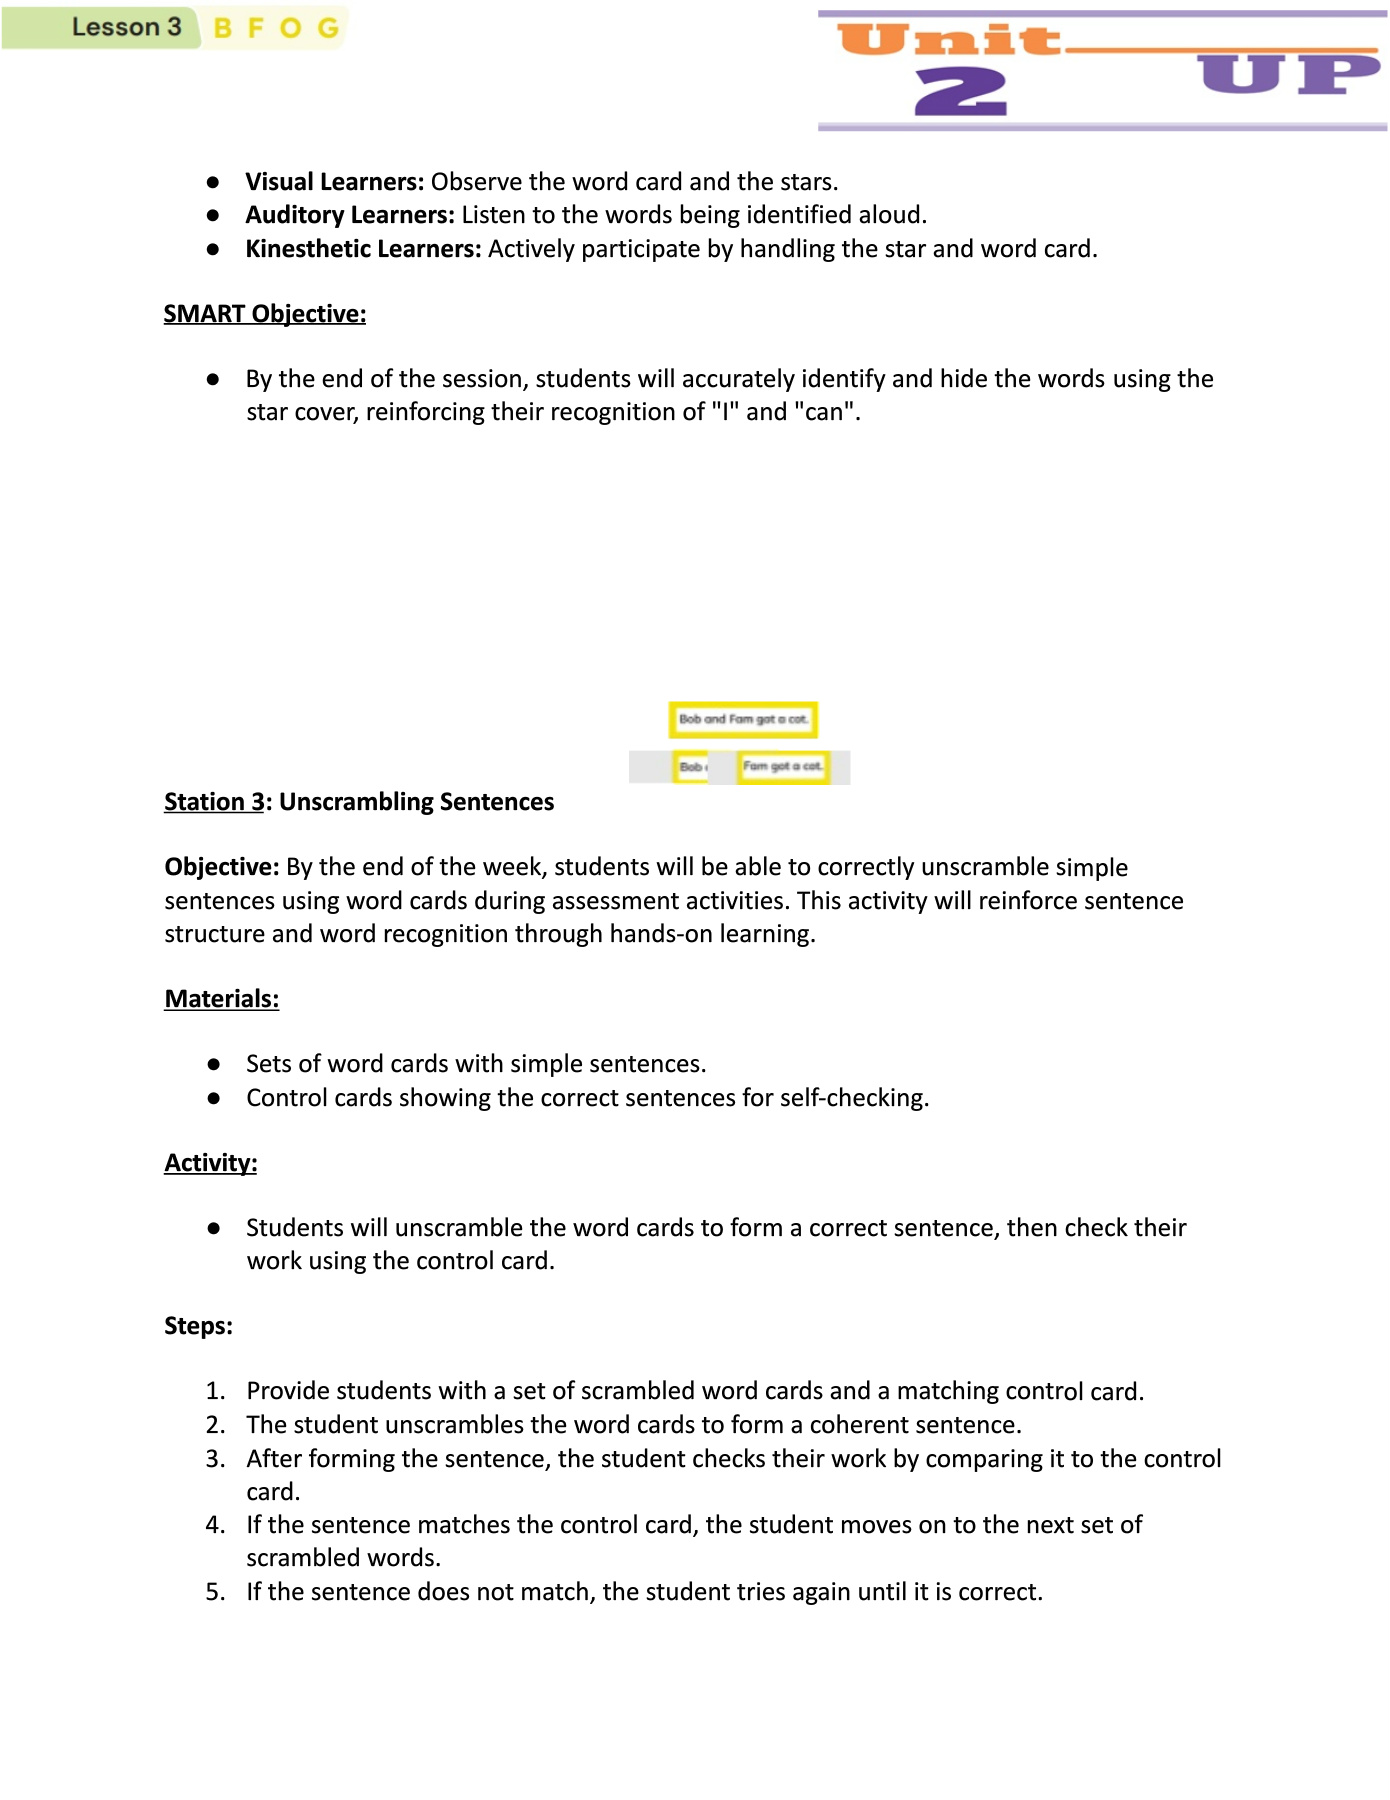 Lesson 3 B F O G
Unit
2 UP
● Visual Learners: Observe the word card and the stars.
● Auditory Learners: Listen to the words being identified aloud.
● Kinesthetic Learners: Actively participate by handling the star and word card.
SMART Objective:
● By the end of the session, students will accurately identify and hide the words using the
star cover, reinforcing their recognition of "I" and "can".
Bob and Fam got a cat.
Bob Fam got a cat.
Station 3: Unscrambling Sentences
Objective: By the end of the week, students will be able to correctly unscramble simple
sentences using word cards during assessment activities. This activity will reinforce sentence
structure and word recognition through hands-on learning.
Materials:
● Sets of word cards with simple sentences.
● Control cards showing the correct sentences for self-checking.
Activity:
● Students will unscramble the word cards to form a correct sentence, then check their
work using the control card.
Steps:
1. Provide students with a set of scrambled word cards and a matching control card.
2. The student unscrambles the word cards to form a coherent sentence.
3. After forming the sentence, the student checks their work by comparing it to the control
card.
4. If the sentence matches the control card, the student moves on to the next set of
scrambled words.
5. If the sentence does not match, the student tries again until it is correct.